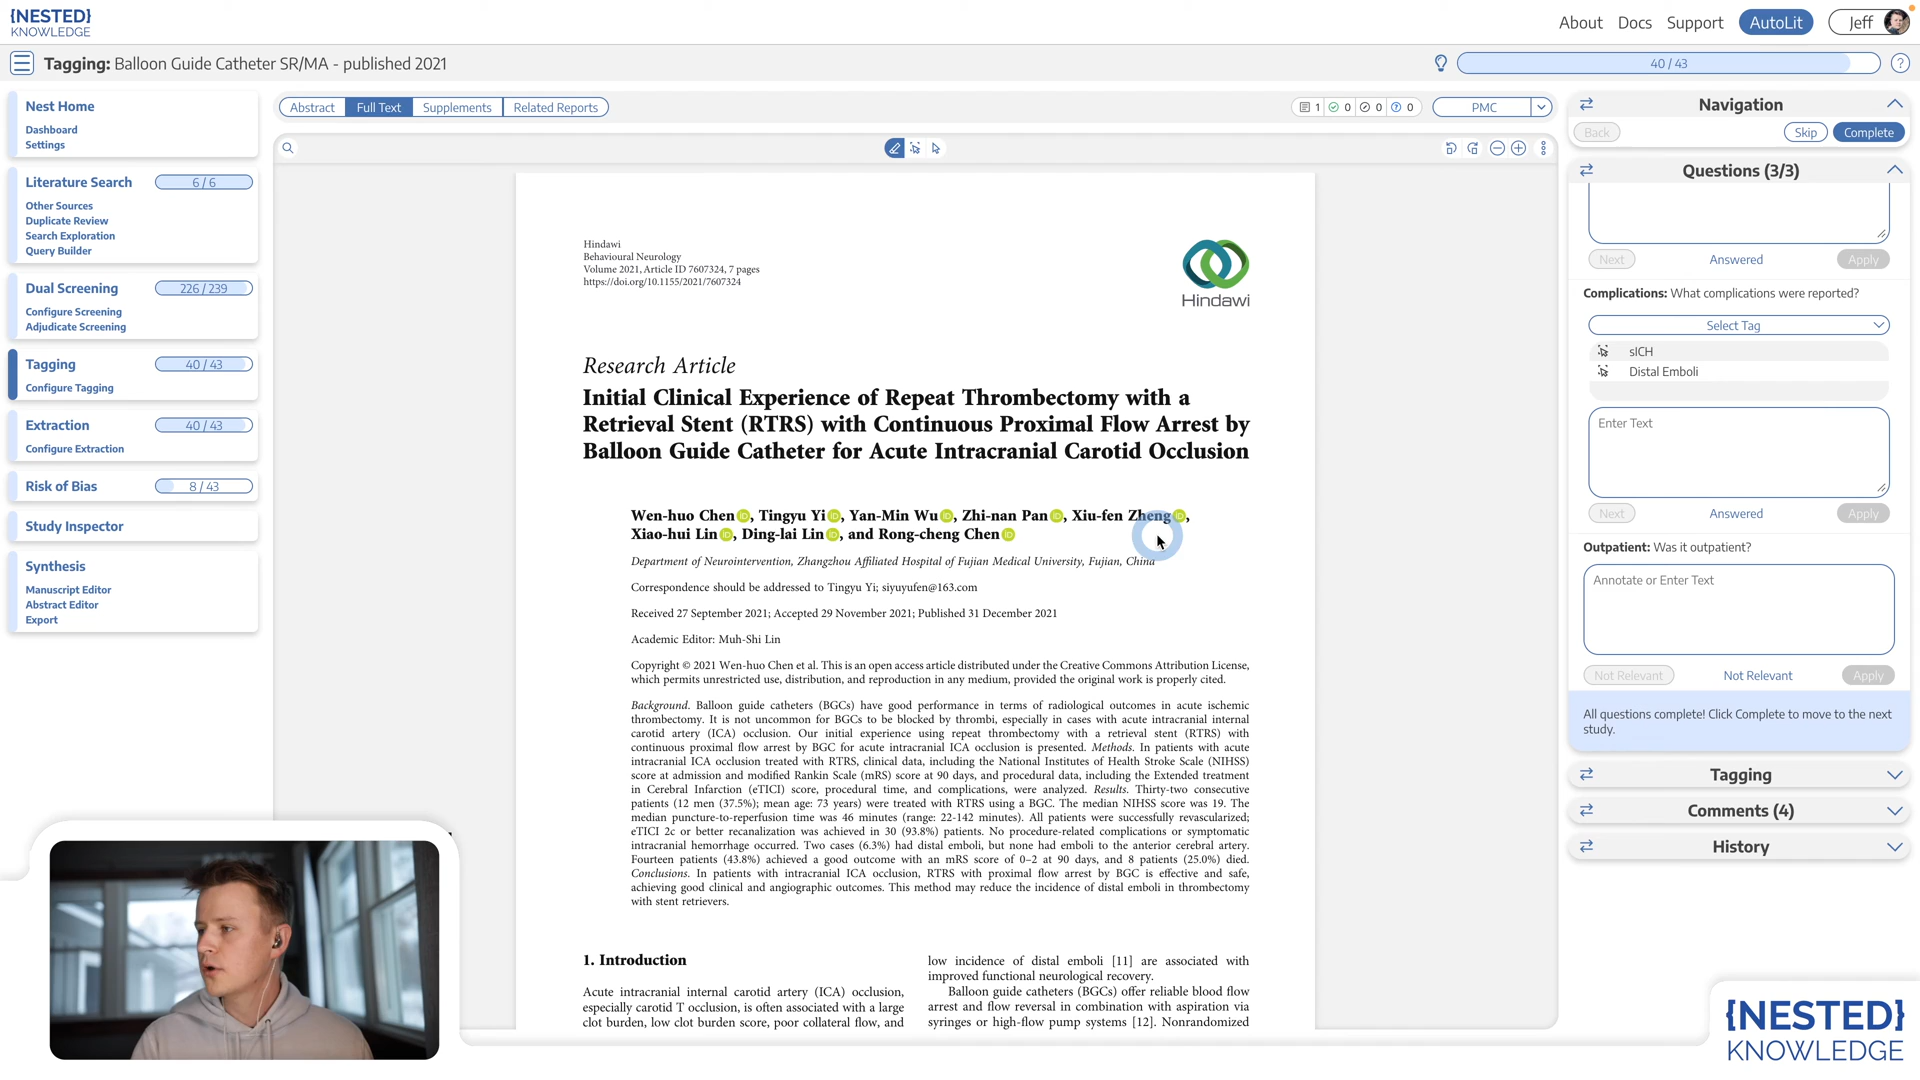 {NESTED}
KNOWLEDGE
About
Docs
Support
AutoLit
Jeff
Tagging: Balloon Guide Catheter SR/MA - published 2021
40 / 43
?
Nest Home
Dashboard
Settings
Literature Search
6 / 6
Other Sources
Duplicate Review
Search Exploration
Query Builder
Dual Screening
226 / 239
Configure Screening
Adjudicate Screening
Tagging
40 / 43
Configure Tagging
Extraction
40 / 43
Configure Extraction
Risk of Bias
8 / 43
Study Inspector
Synthesis
Manuscript Editor
Abstract Editor
Export
Abstract
Full Text
Supplements
Related Reports
1
0
0
0
PMC
Hindawi
Behavioural Neurology
Volume 2021, Article ID 7607324, 7 pages
https://doi.org/10.1155/2021/7607324
Hindawi
Research Article
Initial Clinical Experience of Repeat Thrombectomy with a
Retrieval Stent (RTRS) with Continuous Proximal Flow Arrest by
Balloon Guide Catheter for Acute Intracranial Carotid Occlusion
Wen-huo Chen iD, Tingyu Yi iD, Yan-Min Wu iD, Zhi-nan Pan iD, Xiu-fen Zheng iD,
Xiao-hui Lin iD, Ding-lai Lin iD, and Rong-cheng Chen iD
Department of Neurointervention, Zhangzhou Affiliated Hospital of Fujian Medical University, Fujian, China
Correspondence should be addressed to Tingyu Yi; siyuyufen@163.com
Received 27 September 2021; Accepted 29 November 2021; Published 31 December 2021
Academic Editor: Muh-Shi Lin
Copyright © 2021 Wen-huo Chen et al. This is an open access article distributed under the Creative Commons Attribution License,
which permits unrestricted use, distribution, and reproduction in any medium, provided the original work is properly cited.
Background. Balloon guide catheters (BGCs) have good performance in terms of radiological outcomes in acute ischemic
thrombectomy. It is not uncommon for BGCs to be blocked by thrombi, especially in cases with acute intracranial internal
carotid artery (ICA) occlusion. Our initial experience using repeat thrombectomy with a retrieval stent (RTRS) with
continuous proximal flow arrest by BGC for acute intracranial ICA occlusion is presented. Methods. In patients with acute
intracranial ICA occlusion treated with RTRS, clinical data, including the National Institutes of Health Stroke Scale (NIHSS)
score at admission and modified Rankin Scale (mRS) score at 90 days, and procedural data, including the Extended treatment
in Cerebral Infarction (eTICI) score, procedural time, and complications, were analyzed. Results. Thirty-two consecutive
patients (12 men (37.5%); mean age: 73 years) were treated with RTRS using a BGC. The median NIHSS score was 19. The
median puncture-to-reperfusion time was 46 minutes (range: 22-142 minutes). All patients were successfully revascularized;
eTICI 2c or better recanalization was achieved in 30 (93.8%) patients. No procedure-related complications or symptomatic
intracranial hemorrhage occurred. Two cases (6.3%) had distal emboli, but none had emboli to the anterior cerebral artery.
Fourteen patients (43.8%) achieved a good outcome with an mRS score of 0–2 at 90 days, and 8 patients (25.0%) died.
Conclusions. In patients with intracranial ICA occlusion, RTRS with proximal flow arrest by BGC is effective and safe,
achieving good clinical and angiographic outcomes. This method may reduce the incidence of distal emboli in thrombectomy
with stent retrievers.
1. Introduction
Acute intracranial internal carotid artery (ICA) occlusion,
especially carotid T occlusion, is often associated with a large
clot burden, low clot burden score, poor collateral flow, and
low incidence of distal emboli [11] are associated with
improved functional neurological recovery.
Balloon guide catheters (BGCs) offer reliable blood flow
arrest and flow reversal in combination with aspiration via
syringes or high-flow pump systems [12]. Nonrandomized
Navigation
Back
Skip
Complete
Questions (3/3)
Next
Answered
Apply
Complications: What complications were reported?
Select Tag
sICH
Distal Emboli
Enter Text
Next
Answered
Apply
Outpatient: Was it outpatient?
Annotate or Enter Text
Not Relevant
Not Relevant
Apply
All questions complete! Click Complete to move to the next
study.
Tagging
Comments (4)
History
{NESTED}
KNOWLEDGE